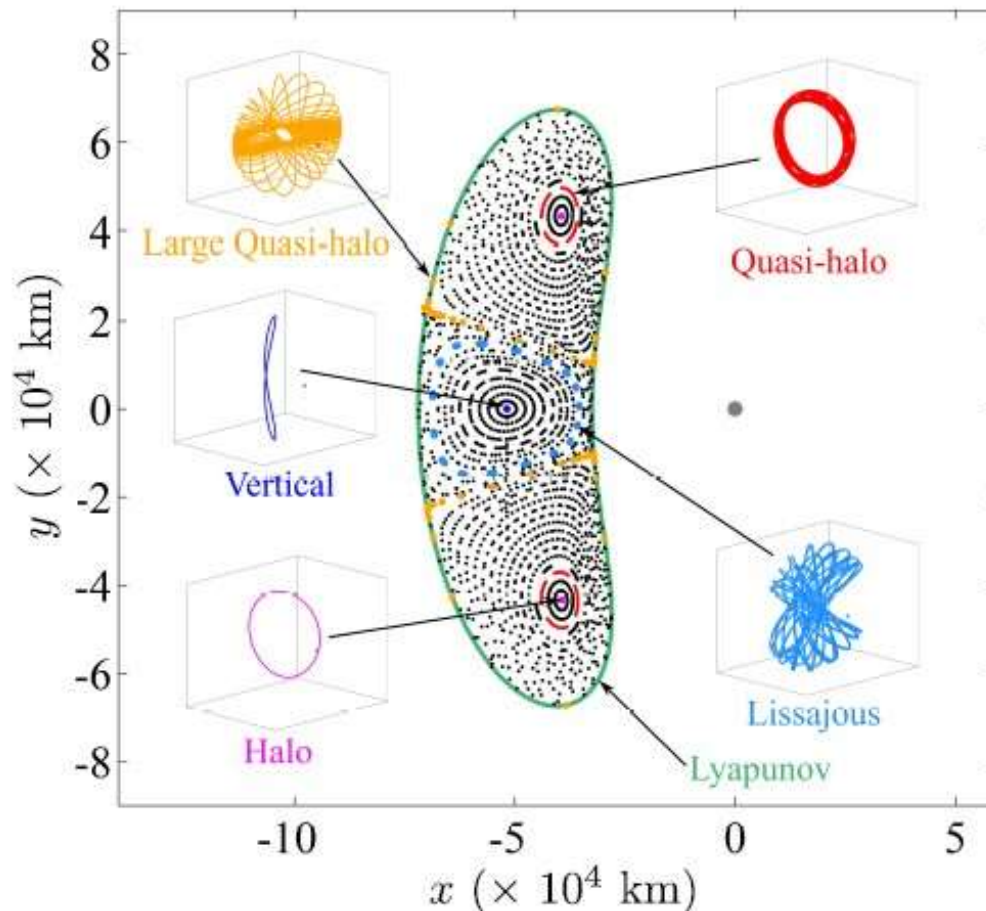 8
6
4
2
0
-2
-4
-6
-8
y (× 10⁴ km)
Large Quasi-halo
Quasi-halo
Vertical
Halo
Lissajous
Lyapunov
-10
-5
0
5
x (× 10⁴ km)